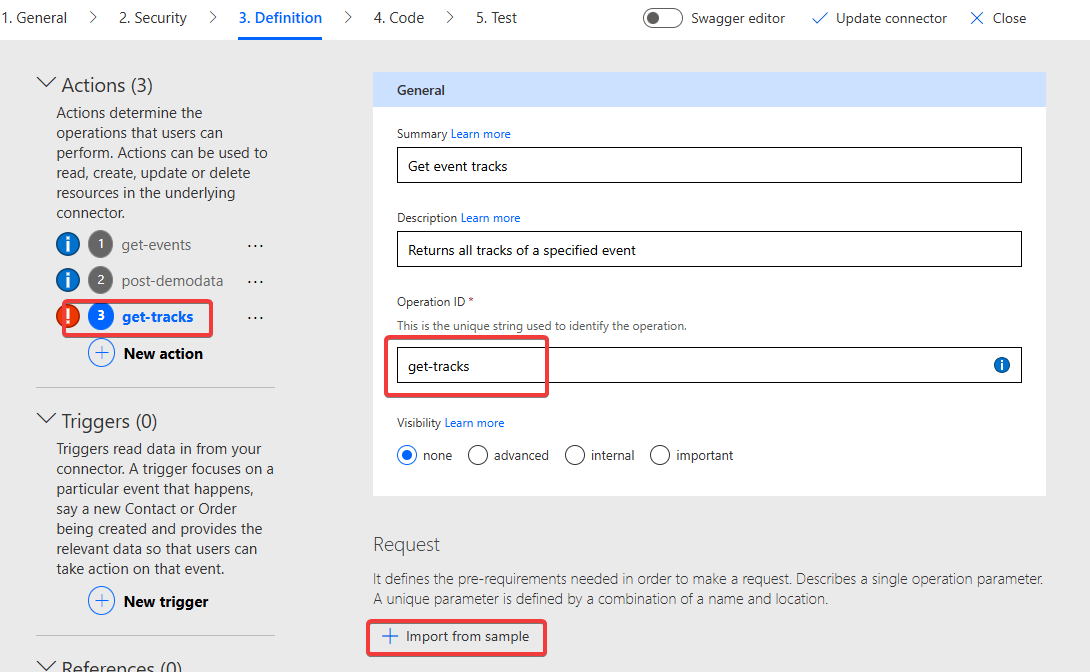 1. General
2. Security
3. Definition
4. Code
5. Test
Swagger editor
Update connector
Close
Actions (3)
Actions determine the
operations that users can
perform. Actions can be used to
read, create, update or delete
resources in the underlying
connector.
1 get-events ...
2 post-demodata ...
3 get-tracks ...
New action
Triggers (0)
Triggers read data in from your
connector. A trigger focuses on a
particular event that happens,
say a new Contact or Order
being created and provides the
relevant data so that users can
take action on that event.
New trigger
References (0)
General
Summary Learn more
Get event tracks
Description Learn more
Returns all tracks of a specified event
Operation ID *
This is the unique string used to identify the operation.
get-tracks
Visibility Learn more
none advanced internal important
Request
It defines the pre-requirements needed in order to make a request. Describes a single operation parameter.
A unique parameter is defined by a combination of a name and location.
Import from sample